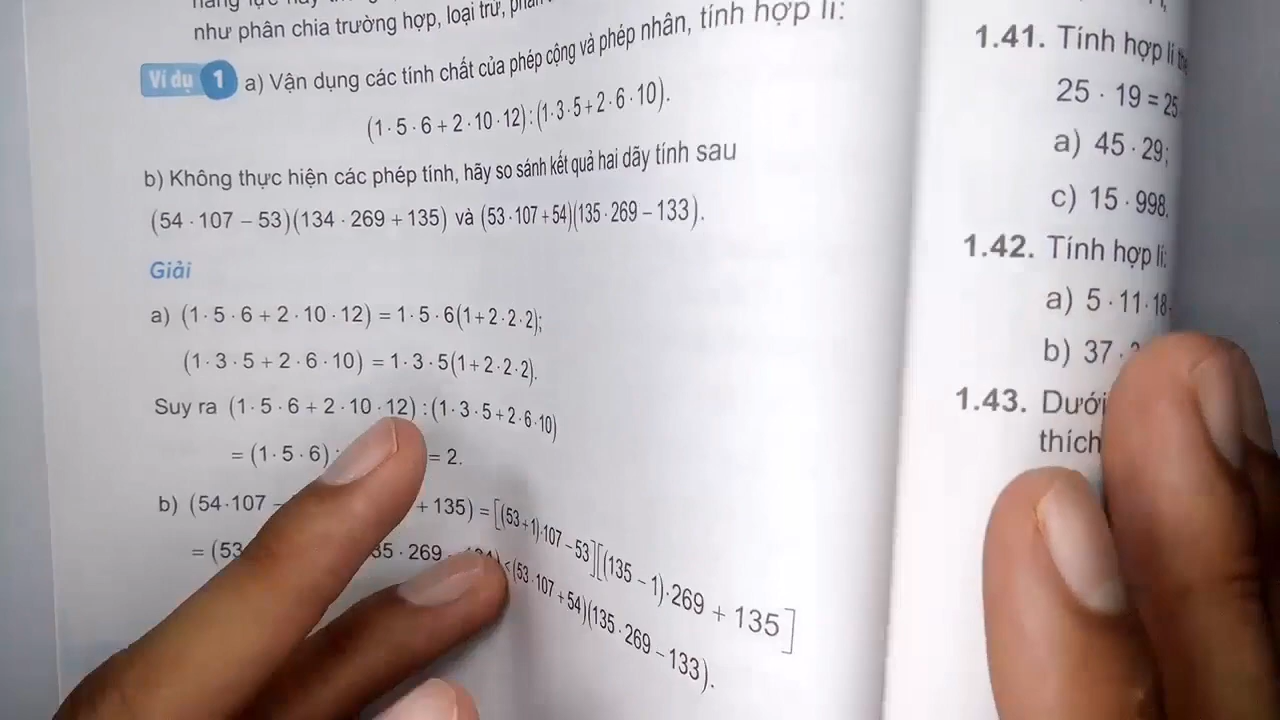 như phân chia trường hợp, loại trừ,
Ví dụ 1 a) Vận dụng các tính chất của phép cộng và phép nhân, tính hợp lí:
(1·5·6 + 2·10·12):(1·3·5+2·6·10).
b) Không thực hiện các phép tính, hãy so sánh kết quả hai dãy tính sau
(54·107 – 53)(134·269 + 135) và (53·107+54)(135·269 – 133).
Giải
a) (1·5·6 + 2·10·12) = 1·5·6(1+2·2·2);
(1·3·5 + 2·6·10) = 1·3·5(1+2·2·2).
Suy ra (1·5·6 + 2·10·12):(1·3·5+2·6·10)
= (1·5·6): = 2.
b) (54·107 – + 135) = [(53+1)·107 – 53][(135 – 1)·269 + 135]
= (53 35·269 – <(53·107 + 54)(135·269 – 133).
1.41. Tính hợp lí
25 · 19 = 25
a) 45 · 29;
c) 15 · 998.
1.42. Tính hợp lí:
a) 5·11·18
b) 37 ·
1.43. Dưới
thích